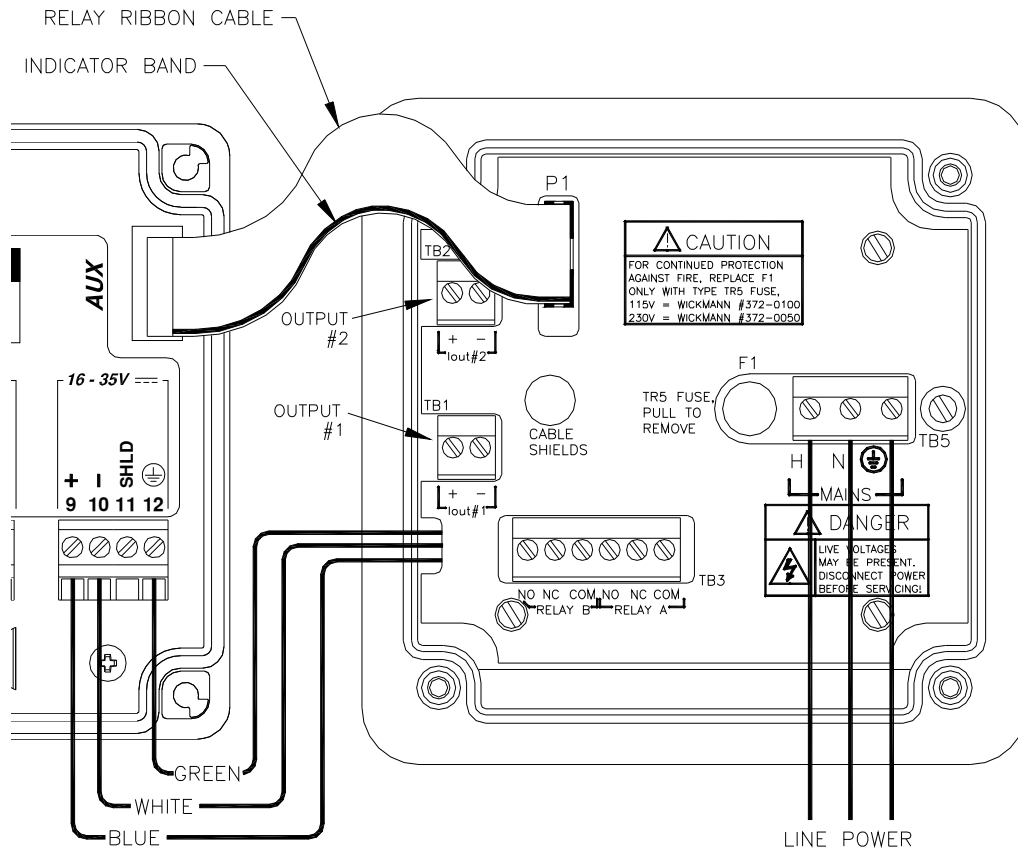 RELAY RIBBON CABLE
INDICATOR BAND
P1
CAUTION
FOR CONTINUED PROTECTION
AGAINST FIRE, REPLACE F1
ONLY WITH TYPE TR5 FUSE,
115V = WICKMANN #372-0100
230V = WICKMANN #372-0050
AUX
TB2
OUTPUT
#2
+ -
Iout#2
16 - 35V
F1
TR5 FUSE,
PULL TO
REMOVE
TB5
TB1
OUTPUT
#1
CABLE
SHIELDS
+ -
Iout#1
H N
MAINS
+ - SHLD
9 10 11 12
DANGER
LIVE VOLTAGES
MAY BE PRESENT.
DISCONNECT POWER
BEFORE SERVICING!
TB3
NO NC COM NO NC COM
RELAY B RELAY A
GREEN
WHITE
BLUE
LINE POWER